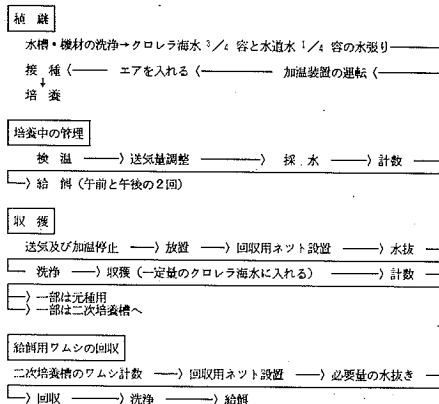 植継
水槽・機材の洗浄→クロレラ海水 3/4 容と水道水 1/4 容の水張り
接種〈――エアを入れる〈――加温装置の運転〈――
↓
培養
培養中の管理
検温――〉送気量調整――〉採水――〉計数
――〉給餌(午前と午後の2回)
収獲
送気及び加温停止――〉放置――〉回収用ネット設置――〉水抜
洗浄――〉収獲(一定量のクロレラ海水に入れる)――〉計数
――〉一部は元種用
――〉一部は二次培養槽へ
給餌用ワムシの回収
二次培養槽のワムシ計数――〉回収用ネット設置――〉必要量の水抜き
――〉回収――〉洗浄――〉給餌